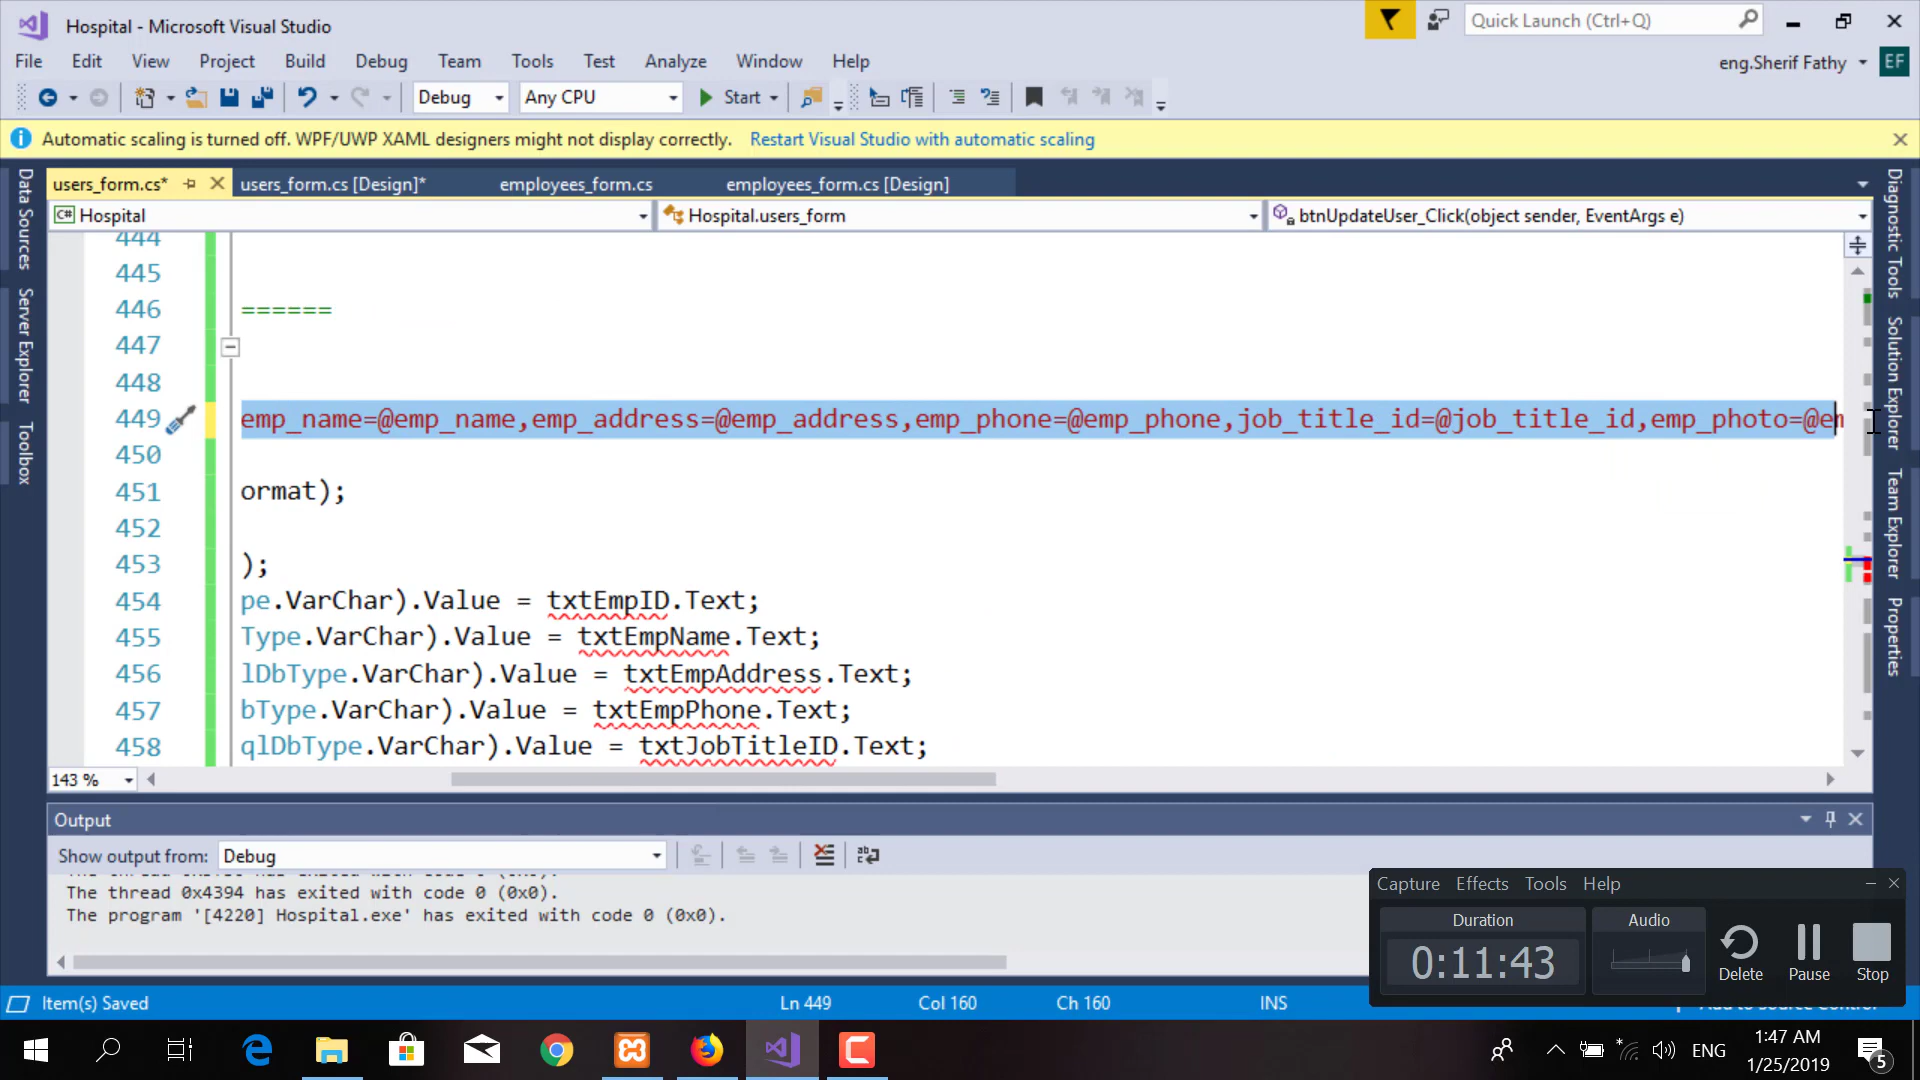 Hospital - Microsoft Visual Studio
Quick Launch (Ctrl+Q)
File Edit View Project Build Debug Team Tools Test Analyze Window Help
eng.Sherif Fathy EF
Debug Any CPU Start
Automatic scaling is turned off. WPF/UWP XAML designers might not display correctly. Restart Visual Studio with automatic scaling
users_form.cs* users_form.cs [Design]* employees_form.cs employees_form.cs [Design]
C# Hospital Hospital.users_form btnUpdateUser_Click(object sender, EventArgs e)
Data Sources
Server Explorer
Toolbox
Diagnostic Tools
Solution Explorer
Team Explorer
Properties
444
445
446 ======
447
448
449 emp_name=@emp_name,emp_address=@emp_address,emp_phone=@emp_phone,job_title_id=@job_title_id,emp_photo=@em
450
451 ormat);
452
453 );
454 pe.VarChar).Value = txtEmpID.Text;
455 Type.VarChar).Value = txtEmpName.Text;
456 lDbType.VarChar).Value = txtEmpAddress.Text;
457 bType.VarChar).Value = txtEmpPhone.Text;
458 qlDbType.VarChar).Value = txtJobTitleID.Text;
143 %
Output
Show output from: Debug
The thread 0x4394 has exited with code 0 (0x0).
The program '[4220] Hospital.exe' has exited with code 0 (0x0).
Capture Effects Tools Help
Duration Audio
0:11:43
Delete Pause Stop
Item(s) Saved Ln 449 Col 160 Ch 160 INS
ENG
1:47 AM
1/25/2019
5